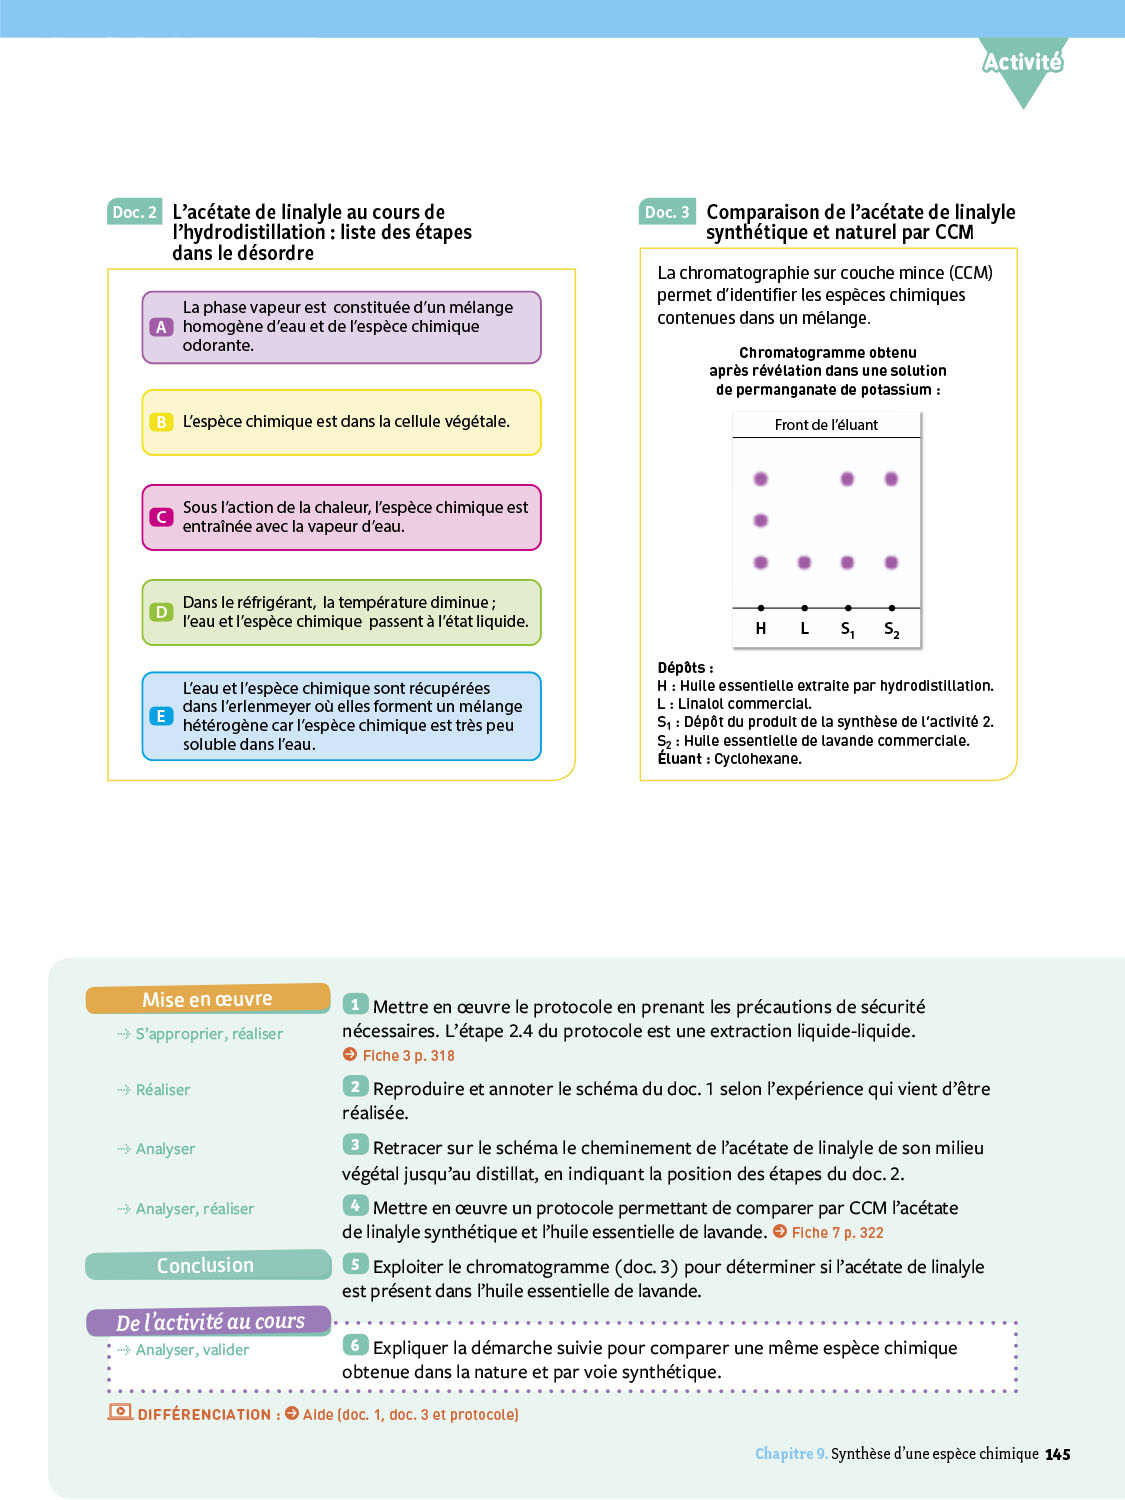 Activité
Doc. 2 L'acétate de linalyle au cours de
l'hydrodistillation : liste des étapes
dans le désordre
A
La phase vapeur est constituée d'un mélange
homogène d'eau et de l'espèce chimique
odorante.
B L'espèce chimique est dans la cellule végétale.
C
Sous l'action de la chaleur, l'espèce chimique est
entraînée avec la vapeur d'eau.
D
Dans le réfrigérant, la température diminue ;
l'eau et l'espèce chimique passent à l'état liquide.
E
L'eau et l'espèce chimique sont récupérées
dans l'erlenmeyer où elles forment un mélange
hétérogène car l'espèce chimique est très peu
soluble dans l'eau.
Doc. 3 Comparaison de l'acétate de linalyle
synthétique et naturel par CCM
La chromatographie sur couche mince (CCM)
permet d'identifier les espèces chimiques
contenues dans un mélange.
Chromatogramme obtenu
après révélation dans une solution
de permanganate de potassium :
Front de l'éluant
H L S1 S2
Dépôts :
H : Huile essentielle extraite par hydrodistillation.
L : Linalol commercial.
S1 : Dépôt du produit de la synthèse de l'activité 2.
S2 : Huile essentielle de lavande commerciale.
Éluant : Cyclohexane.
Mise en œuvre
S'approprier, réaliser
1 Mettre en œuvre le protocole en prenant les précautions de sécurité
nécessaires. L'étape 2.4 du protocole est une extraction liquide-liquide.
Fiche 3 p. 318
Réaliser
2 Reproduire et annoter le schéma du doc. 1 selon l'expérience qui vient d'être
réalisée.
Analyser
3 Retracer sur le schéma le cheminement de l'acétate de linalyle de son milieu
végétal jusqu'au distillat, en indiquant la position des étapes du doc. 2.
Analyser, réaliser
4 Mettre en œuvre un protocole permettant de comparer par CCM l'acétate
de linalyle synthétique et l'huile essentielle de lavande. Fiche 7 p. 322
Conclusion
5 Exploiter le chromatogramme (doc. 3) pour déterminer si l'acétate de linalyle
est présent dans l'huile essentielle de lavande.
De l'activité au cours
Analyser, valider
6 Expliquer la démarche suivie pour comparer une même espèce chimique
obtenue dans la nature et par voie synthétique.
DIFFÉRENCIATION : Aide (doc. 1, doc. 3 et protocole)
Chapitre 9. Synthèse d'une espèce chimique 145